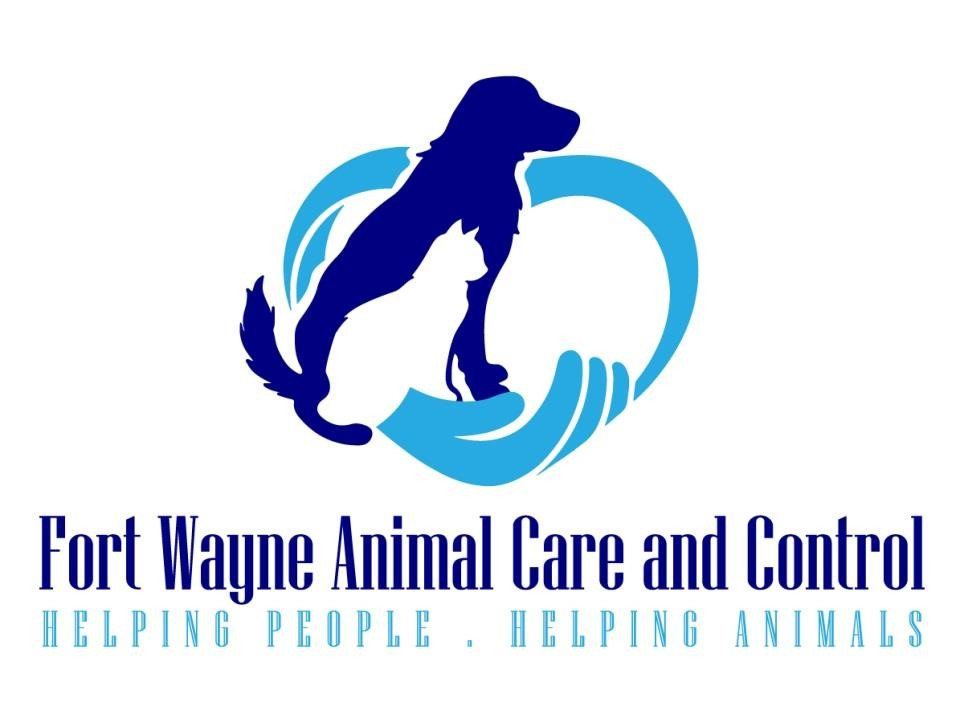 Fort Wayne Animal Care and Control
HELPING PEOPLE . HELPING ANIMALS